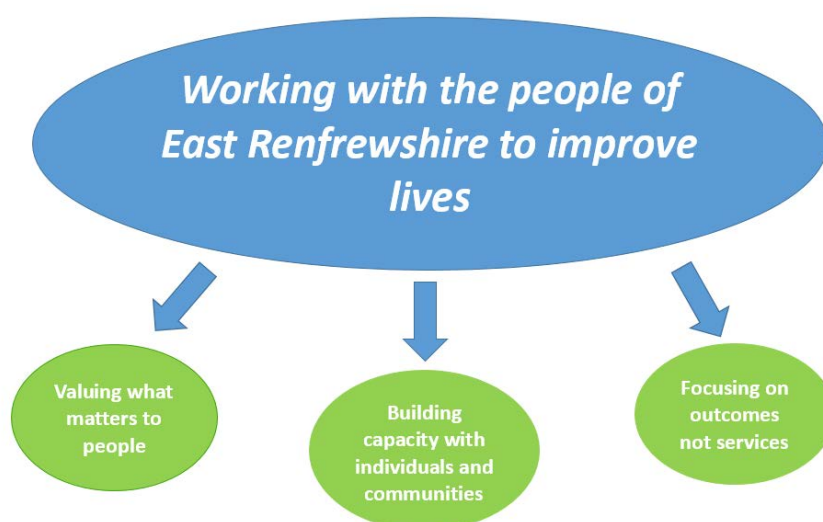 Working with the people of
East Renfrewshire to improve
lives
Valuing what
matters to
people
Building
capacity with
individuals and
communities
Focusing on
outcomes
not services